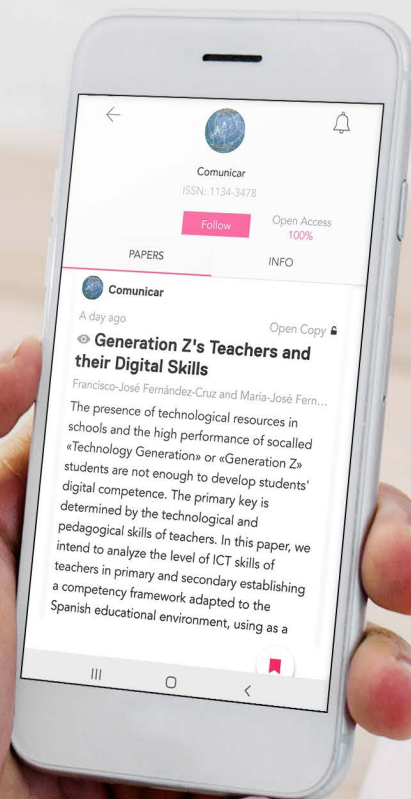 Comunicar
ISSN: 1134-3478
Follow
Open Access
100%
PAPERS
INFO
Comunicar
A day ago
Open Copy
Generation Z's Teachers and
their Digital Skills
Francisco-José Fernández-Cruz and Maria-José Fern...
The presence of technological resources in
schools and the high performance of socalled
«Technology Generation» or «Generation Z»
students are not enough to develop students'
digital competence. The primary key is
determined by the technological and
pedagogical skills of teachers. In this paper, we
intend to analyze the level of ICT skills of
teachers in primary and secondary establishing
a competency framework adapted to the
Spanish educational environment, using as a